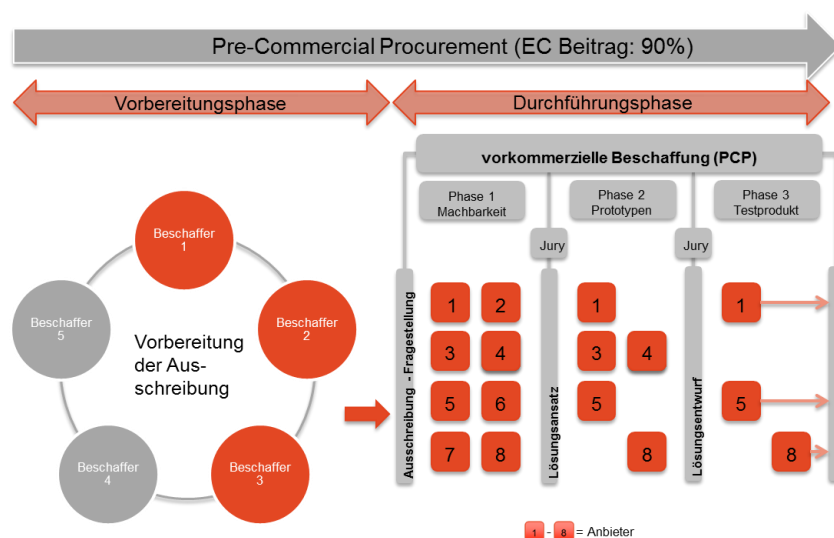 Pre-Commercial Procurement (EC Beitrag: 90%)
Vorbereitungsphase
Durchführungsphase
Beschaffer
1
Beschaffer
2
Beschaffer
3
Beschaffer
4
Beschaffer
5
Vorbereitung
der Aus-
schreibung
vorkommerzielle Beschaffung (PCP)
Phase 1
Machbarkeit
Phase 2
Prototypen
Phase 3
Testprodukt
Jury
Jury
Ausschreibung - Fragestellung
1 2
3 4
5 6
7 8
Lösungsansatz
1
3 4
5
8
Lösungsentwurf
1
5
8
1 - 8 = Anbieter